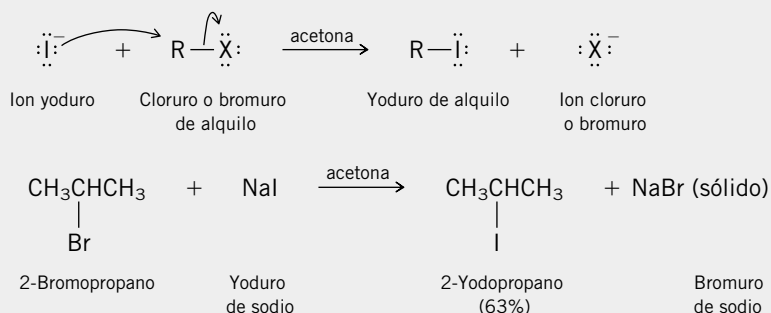 acetona
:Ï:⁻ + R — Ẍ: → R — Ï: + :Ẍ:⁻
Ion yoduro Cloruro o bromuro de alquilo Yoduro de alquilo Ion cloruro o bromuro
acetona
CH₃CHCH₃ + NaI → CH₃CHCH₃ + NaBr (sólido)
Br I
2-Bromopropano Yoduro de sodio 2-Yodopropano (63%) Bromuro de sodio